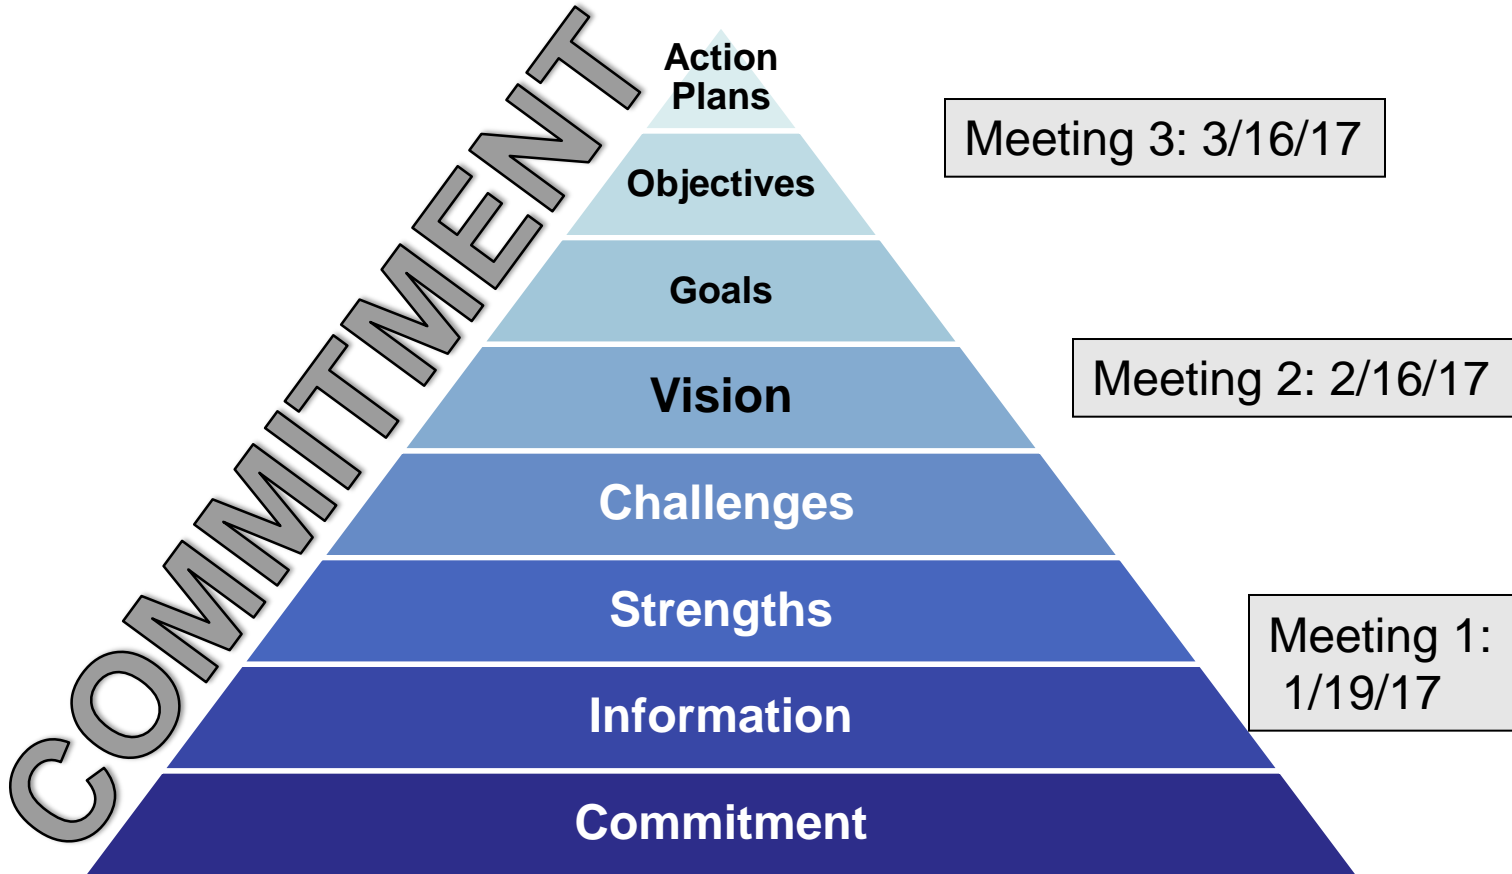 COMMITMENT
Action
Plans
Meeting 3: 3/16/17
Objectives
Goals
Meeting 2: 2/16/17
Vision
Challenges
Strengths
Meeting 1:
1/19/17
Information
Commitment